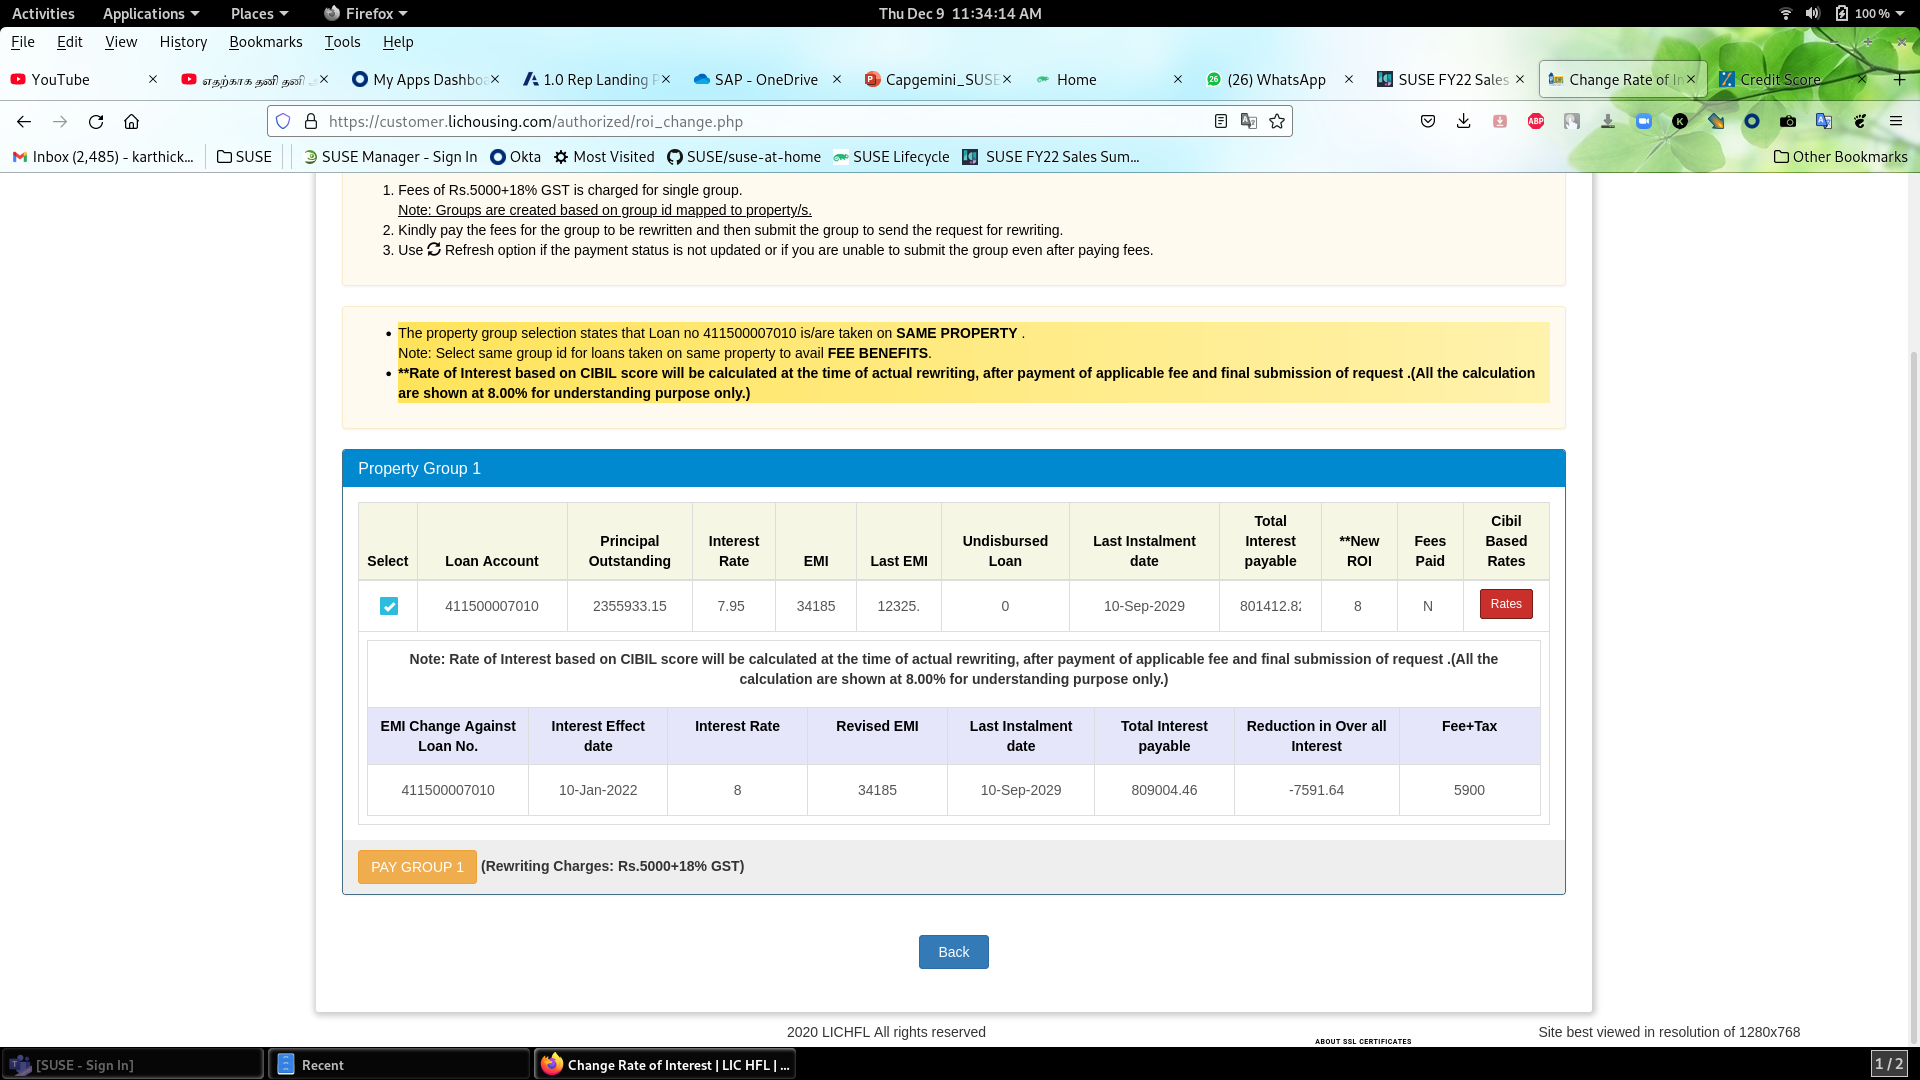 Activities Applications Places Firefox Thu Dec 9 11:34:14 AM 100 %
File Edit View History Bookmarks Tools Help
YouTube எதற்காக தனி தனி My Apps Dashbo 1.0 Rep Landing P SAP - OneDrive Capgemini_SUSE Home (26) WhatsApp SUSE FY22 Sales Change Rate of In Credit Score
https://customer.lichousing.com/authorized/roi_change.php
Inbox (2,485) - karthick... SUSE SUSE Manager - Sign In Okta Most Visited SUSE/suse-at-home SUSE Lifecycle SUSE FY22 Sales Sum... Other Bookmarks
1. Fees of Rs.5000+18% GST is charged for single group.
Note: Groups are created based on group id mapped to property/s.
2. Kindly pay the fees for the group to be rewritten and then submit the group to send the request for rewriting.
3. Use Refresh option if the payment status is not updated or if you are unable to submit the group even after paying fees.
• The property group selection states that Loan no 411500007010 is/are taken on SAME PROPERTY .
Note: Select same group id for loans taken on same property to avail FEE BENEFITS.
• **Rate of Interest based on CIBIL score will be calculated at the time of actual rewriting, after payment of applicable fee and final submission of request .(All the calculation
are shown at 8.00% for understanding purpose only.)
Property Group 1
Select Loan Account Principal Outstanding Interest Rate EMI Last EMI Undisbursed Loan Last Instalment date Total Interest payable **New ROI Fees Paid Cibil Based Rates
411500007010 2355933.15 7.95 34185 12325. 0 10-Sep-2029 801412.82 8 N Rates
Note: Rate of Interest based on CIBIL score will be calculated at the time of actual rewriting, after payment of applicable fee and final submission of request .(All the
calculation are shown at 8.00% for understanding purpose only.)
EMI Change Against Loan No. Interest Effect date Interest Rate Revised EMI Last Instalment date Total Interest payable Reduction in Over all Interest Fee+Tax
411500007010 10-Jan-2022 8 34185 10-Sep-2029 809004.46 -7591.64 5900
PAY GROUP 1 (Rewriting Charges: Rs.5000+18% GST)
Back
2020 LICHFL All rights reserved Site best viewed in resolution of 1280x768
ABOUT SSL CERTIFICATES
[SUSE - Sign In] Recent Change Rate of Interest | LIC HFL | ... 1 / 2